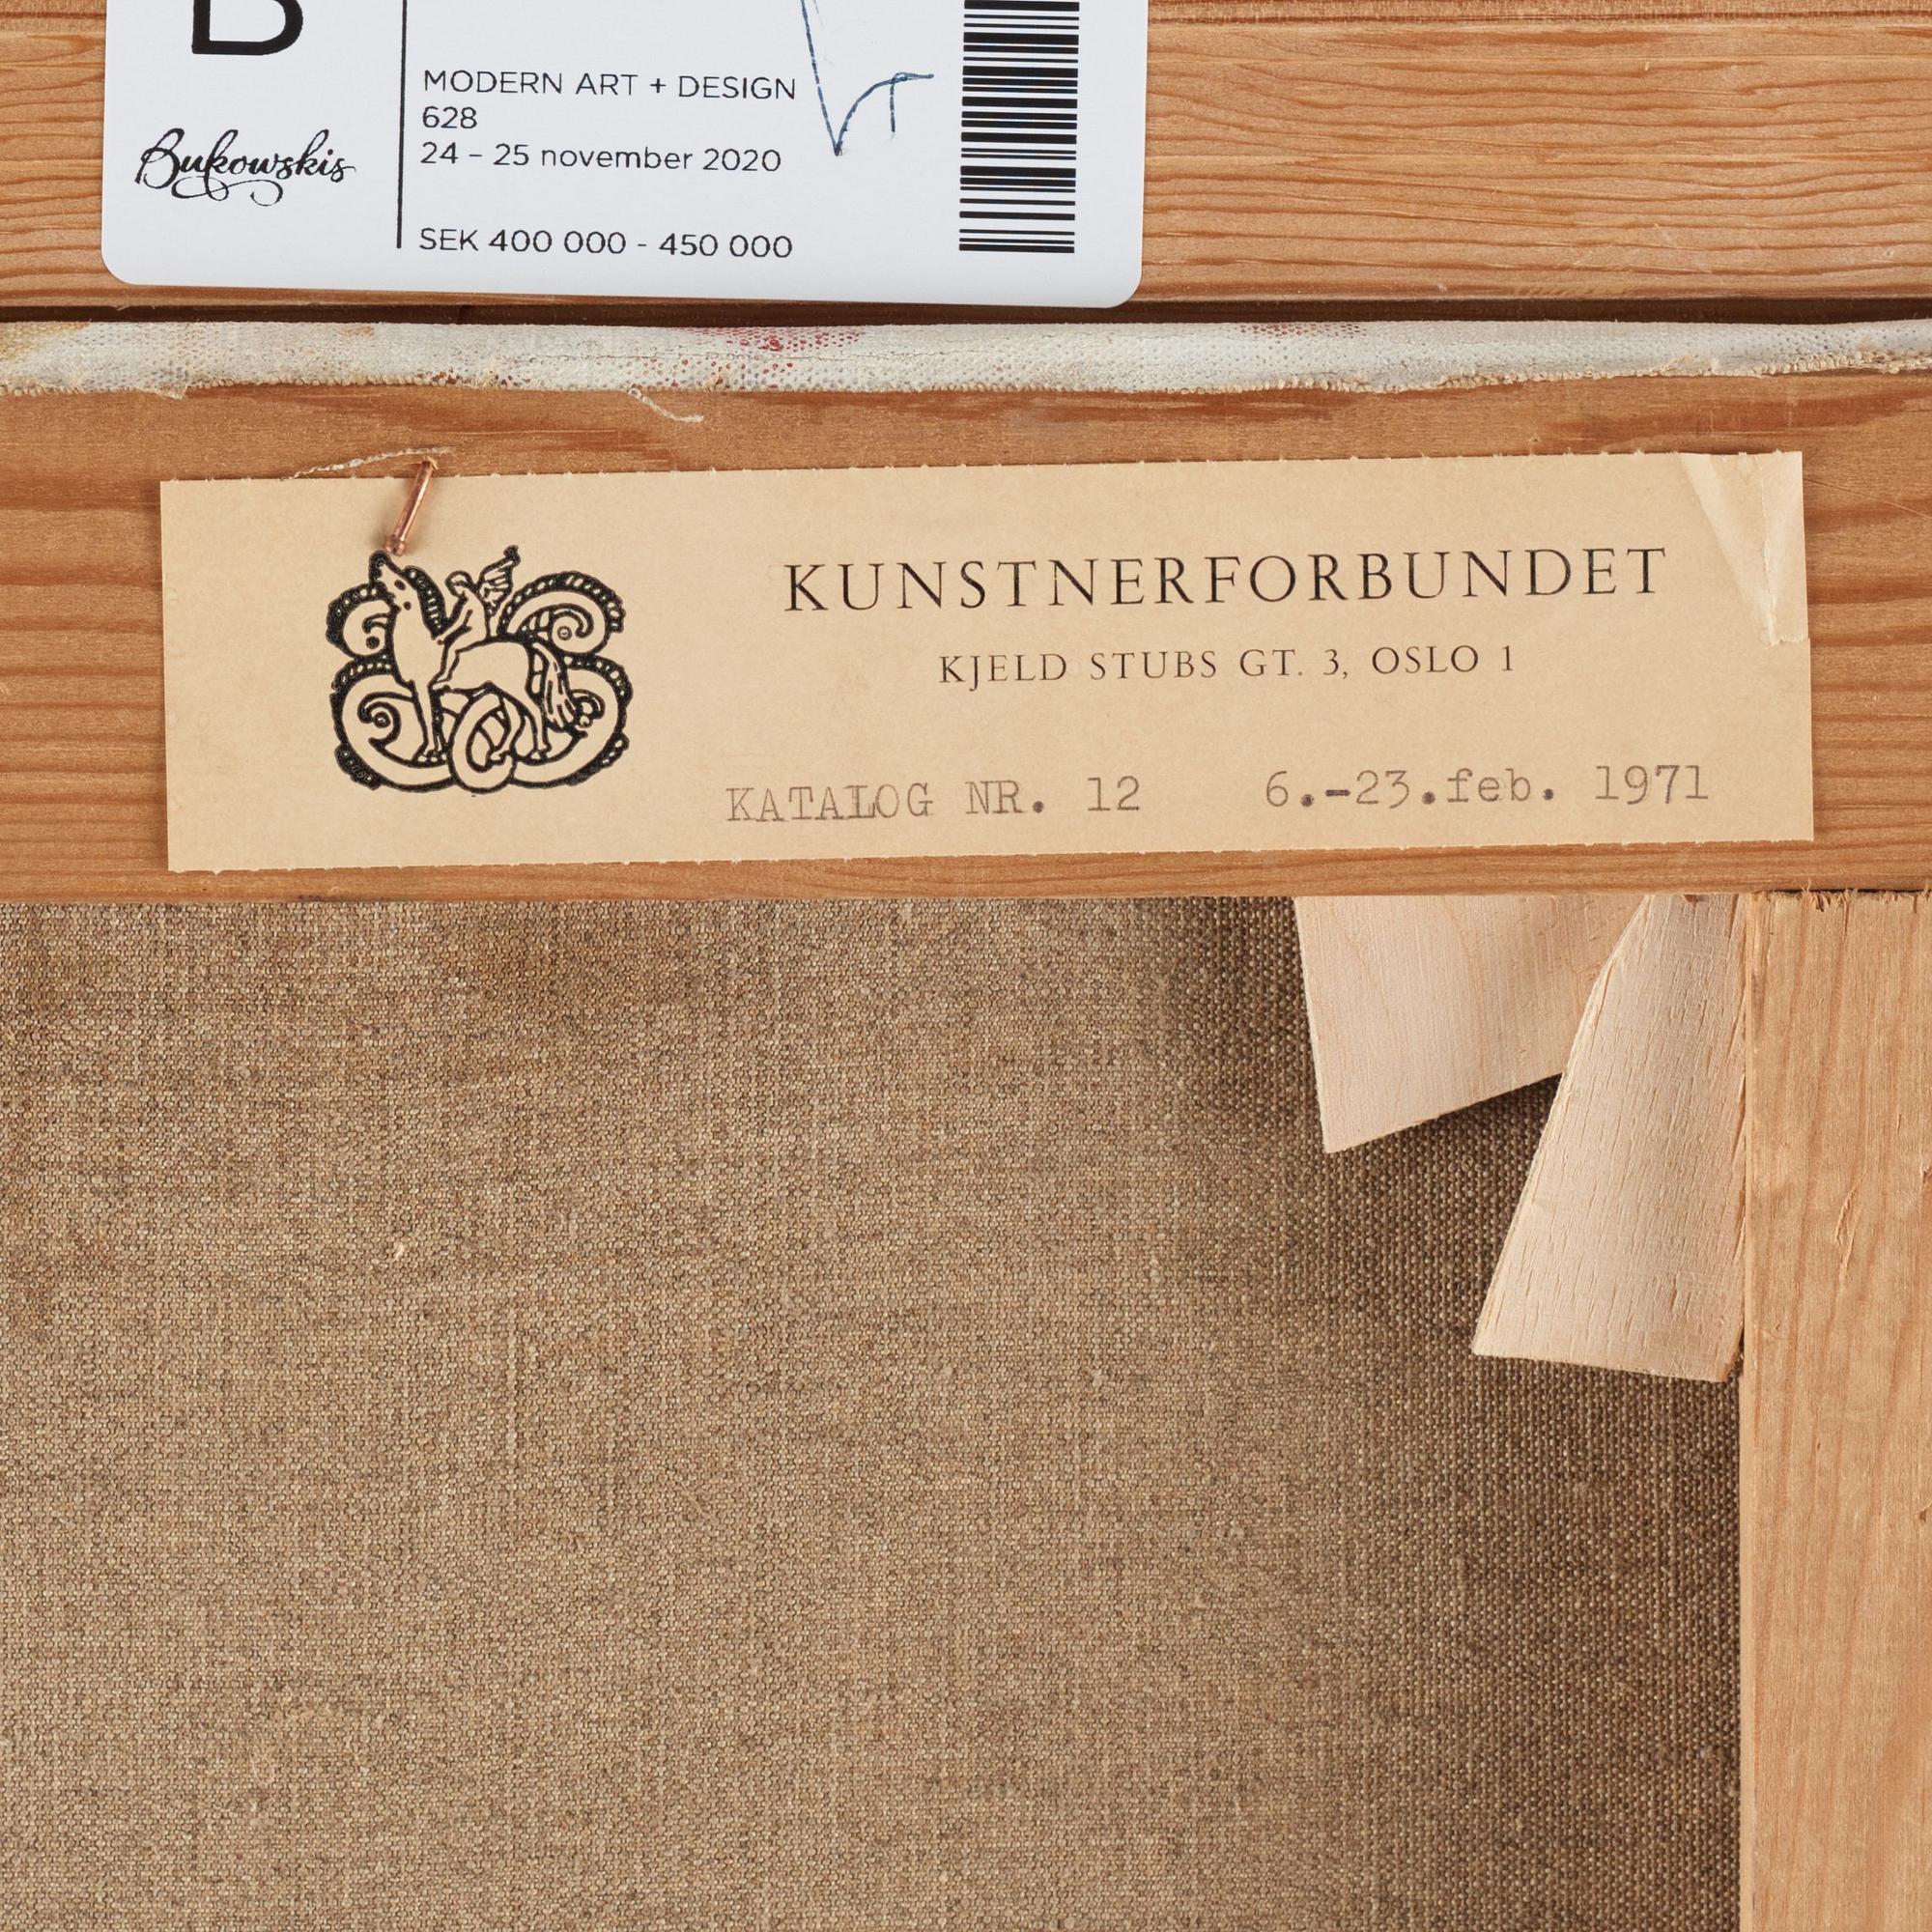 B
Bukowskis
MODERN ART + DESIGN
628
24 – 25 november 2020
SEK 400 000 - 450 000
KUNSTNERFORBUNDET
KJELD STUBS GT. 3, OSLO 1
KATALOG NR. 12 6.-23.feb. 1971